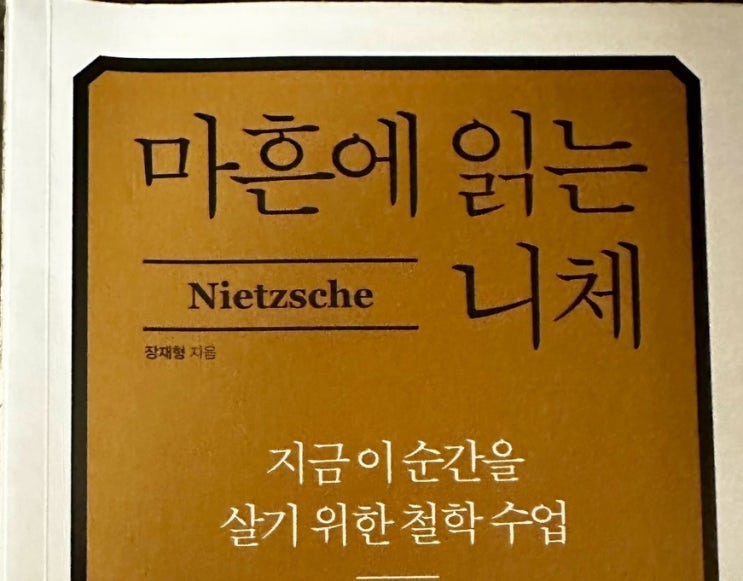 마흔에 읽는
니체
Nietzsche
장재형 지음
지금 이 순간을
살기 위한 철학 수업